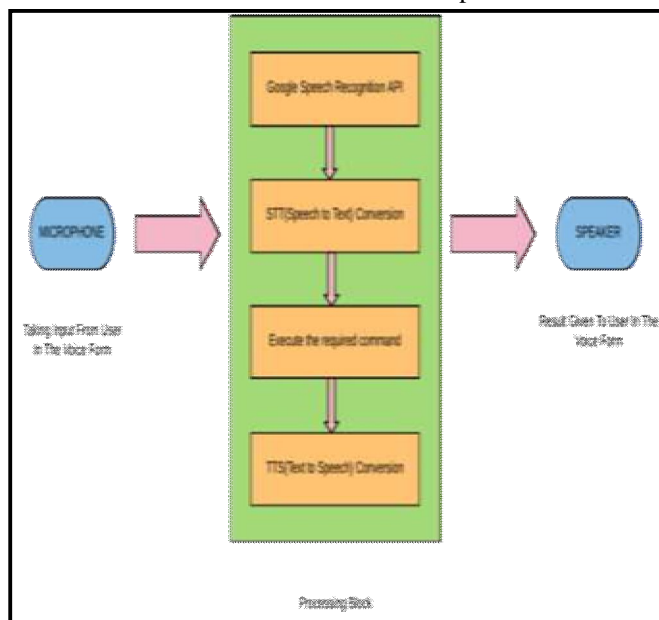 Google Speech Recognition API
MICROPHONE
STT(Speech to Text) Conversion
SPEAKER
Taking Input From User
In The Voice Form
Result Given To User In The
Voice Form
Execute the required command
TTS(Text to Speech) Conversion
Processing Block